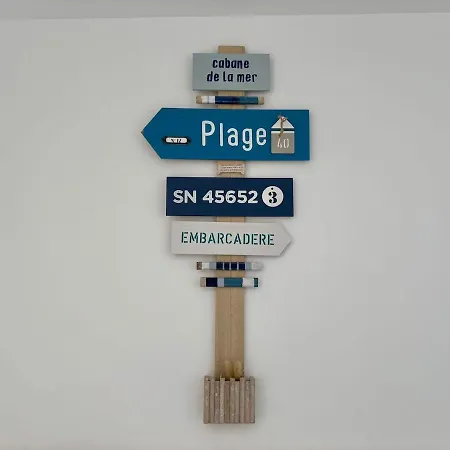 cabane
de la mer
Plage
40
SN 45652 3
EMBARCADERE